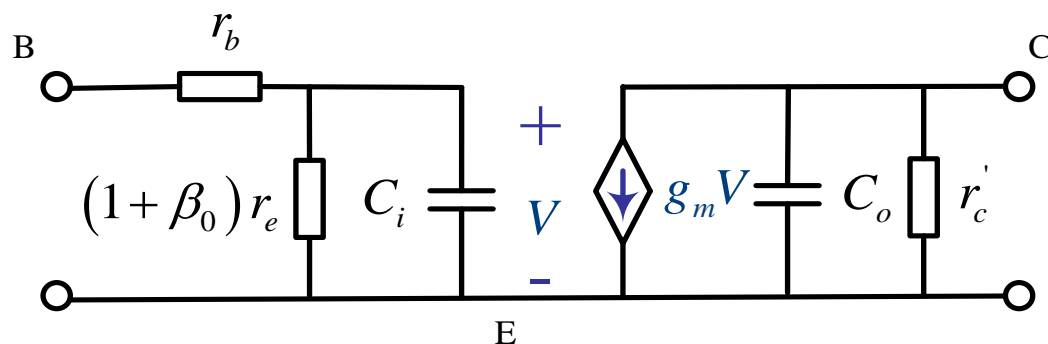 B
r_b
C
(1 + β_0) r_e
C_i
+
V
-
g_m V
C_o
r_c'
E